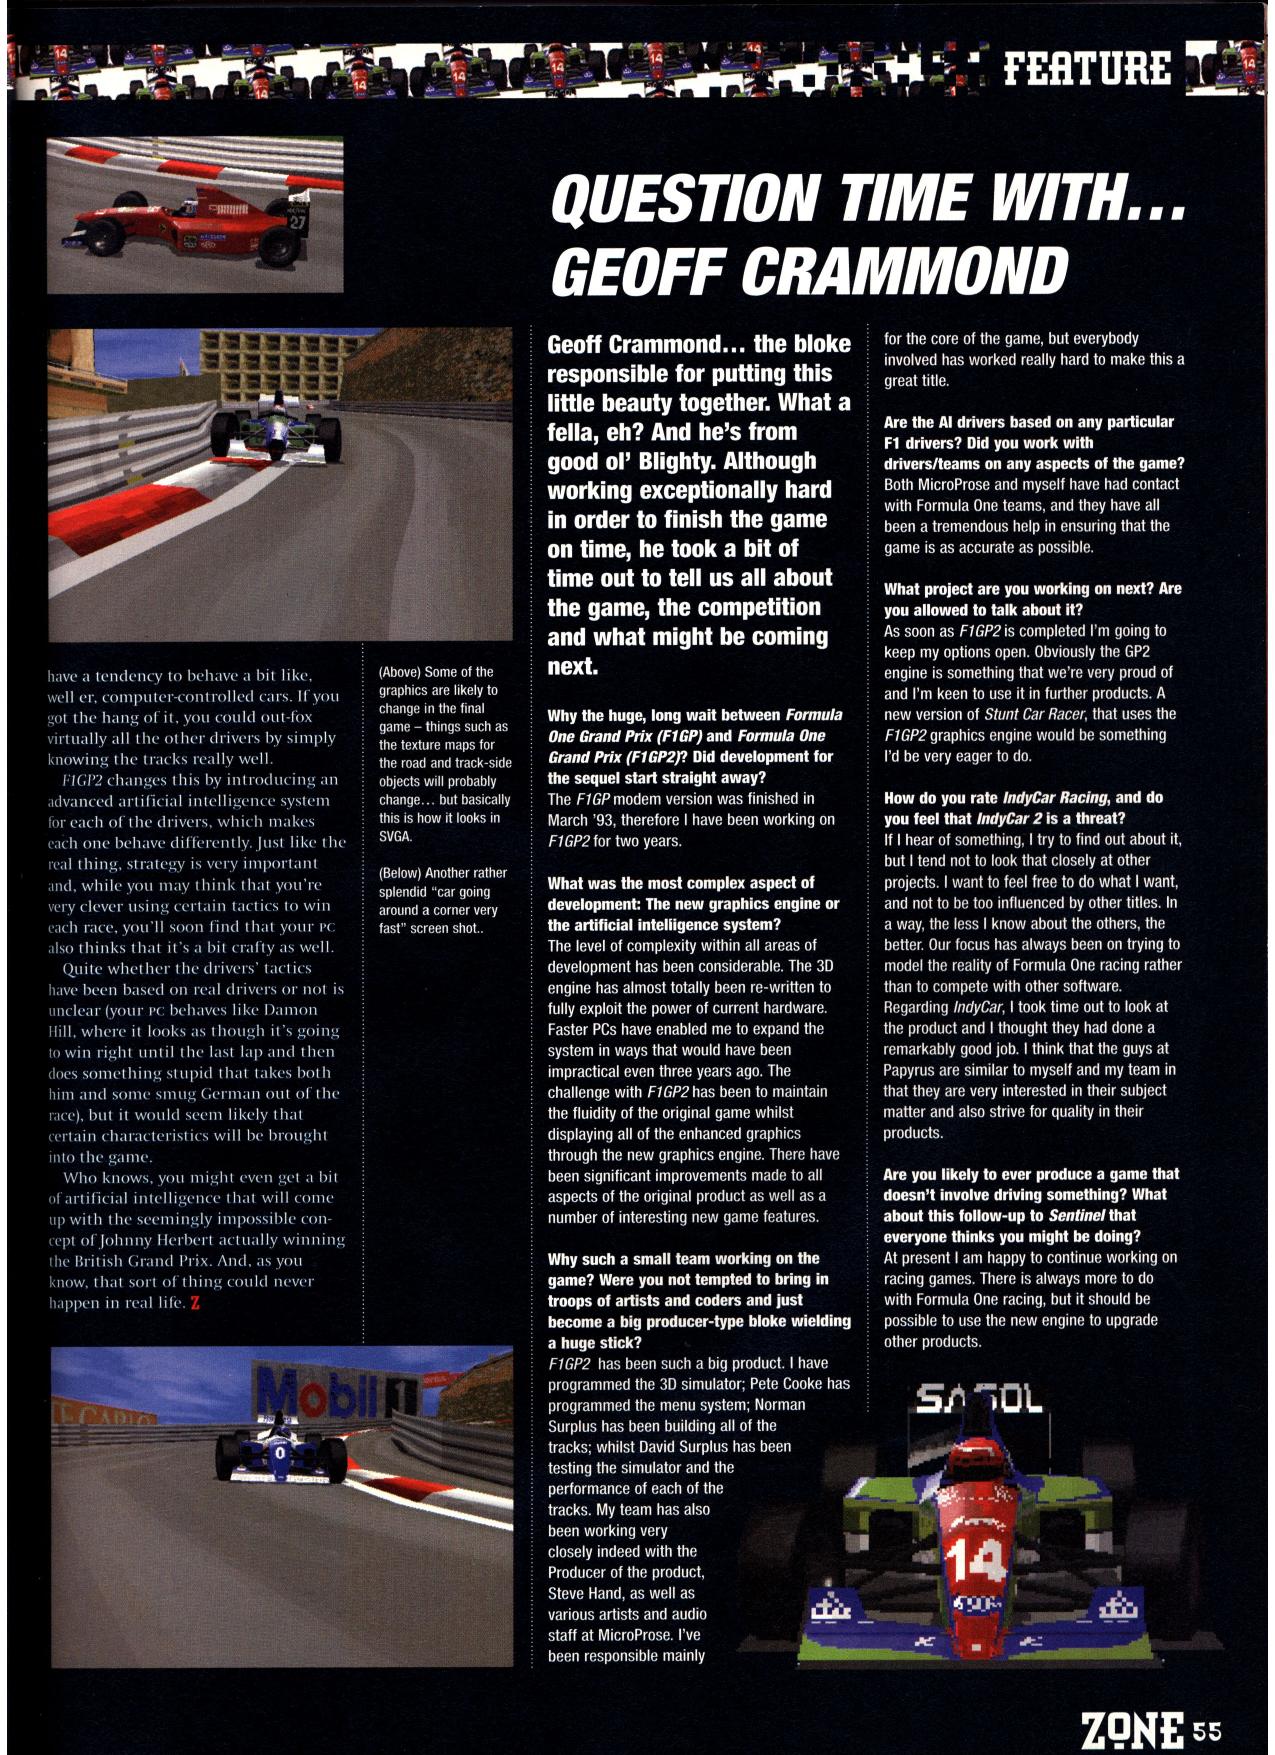 FEATURE
27
QUESTION TIME WITH...
GEOFF CRAMMOND
have a tendency to behave a bit like,
well er, computer-controlled cars. If you
got the hang of it, you could out-fox
virtually all the other drivers by simply
knowing the tracks really well.
F1GP2 changes this by introducing an
advanced artificial intelligence system
for each of the drivers, which makes
each one behave differently. Just like the
real thing, strategy is very important
and, while you may think that you're
very clever using certain tactics to win
each race, you'll soon find that your PC
also thinks that it's a bit crafty as well.
Quite whether the drivers' tactics
have been based on real drivers or not is
unclear (your PC behaves like Damon
Hill, where it looks as though it's going
to win right until the last lap and then
does something stupid that takes both
him and some smug German out of the
race), but it would seem likely that
certain characteristics will be brought
into the game.
Who knows, you might even get a bit
of artificial intelligence that will come
up with the seemingly impossible con-
cept of Johnny Herbert actually winning
the British Grand Prix. And, as you
know, that sort of thing could never
happen in real life. Z
(Above) Some of the
graphics are likely to
change in the final
game – things such as
the texture maps for
the road and track-side
objects will probably
change... but basically
this is how it looks in
SVGA.
(Below) Another rather
splendid "car going
around a corner very
fast" screen shot..
Mobil 1
0
Geoff Crammond... the bloke
responsible for putting this
little beauty together. What a
fella, eh? And he's from
good ol' Blighty. Although
working exceptionally hard
in order to finish the game
on time, he took a bit of
time out to tell us all about
the game, the competition
and what might be coming
next.
Why the huge, long wait between Formula
One Grand Prix (F1GP) and Formula One
Grand Prix (F1GP2)? Did development for
the sequel start straight away?
The F1GP modem version was finished in
March '93, therefore I have been working on
F1GP2 for two years.
What was the most complex aspect of
development: The new graphics engine or
the artificial intelligence system?
The level of complexity within all areas of
development has been considerable. The 3D
engine has almost totally been re-written to
fully exploit the power of current hardware.
Faster PCs have enabled me to expand the
system in ways that would have been
impractical even three years ago. The
challenge with F1GP2 has been to maintain
the fluidity of the original game whilst
displaying all of the enhanced graphics
through the new graphics engine. There have
been significant improvements made to all
aspects of the original product as well as a
number of interesting new game features.
Why such a small team working on the
game? Were you not tempted to bring in
troops of artists and coders and just
become a big producer-type bloke wielding
a huge stick?
F1GP2 has been such a big product. I have
programmed the 3D simulator; Pete Cooke has
programmed the menu system; Norman
Surplus has been building all of the
tracks; whilst David Surplus has been
testing the simulator and the
performance of each of the
tracks. My team has also
been working very
closely indeed with the
Producer of the product,
Steve Hand, as well as
various artists and audio
staff at MicroProse. I've
been responsible mainly
for the core of the game, but everybody
involved has worked really hard to make this a
great title.
Are the AI drivers based on any particular
F1 drivers? Did you work with
drivers/teams on any aspects of the game?
Both MicroProse and myself have had contact
with Formula One teams, and they have all
been a tremendous help in ensuring that the
game is as accurate as possible.
What project are you working on next? Are
you allowed to talk about it?
As soon as F1GP2 is completed I'm going to
keep my options open. Obviously the GP2
engine is something that we're very proud of
and I'm keen to use it in further products. A
new version of Stunt Car Racer, that uses the
F1GP2 graphics engine would be something
I'd be very eager to do.
How do you rate IndyCar Racing, and do
you feel that IndyCar 2 is a threat?
If I hear of something, I try to find out about it,
but I tend not to look that closely at other
projects. I want to feel free to do what I want,
and not to be too influenced by other titles. In
a way, the less I know about the others, the
better. Our focus has always been on trying to
model the reality of Formula One racing rather
than to compete with other software.
Regarding IndyCar, I took time out to look at
the product and I thought they had done a
remarkably good job. I think that the guys at
Papyrus are similar to myself and my team in
that they are very interested in their subject
matter and also strive for quality in their
products.
Are you likely to ever produce a game that
doesn't involve driving something? What
about this follow-up to Sentinel that
everyone thinks you might be doing?
At present I am happy to continue working on
racing games. There is always more to do
with Formula One racing, but it should be
possible to use the new engine to upgrade
other products.
SASOL
14
ZONE 55